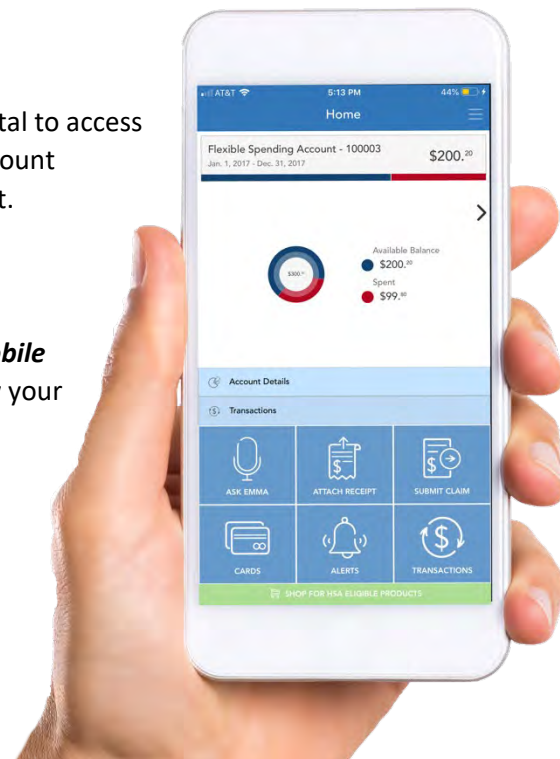 tal to access
ount
t.
bile
your
AT&T 5:13 PM 44%
Home
Flexible Spending Account - 100003
$200.20
Jan. 1, 2017 - Dec. 31, 2017
Available Balance
$200.20
Spent
$99.80
$300.00
Account Details
Transactions
ASK EMMA
ATTACH RECEIPT
SUBMIT CLAIM
CARDS
ALERTS
TRANSACTIONS
SHOP FOR HSA ELIGIBLE PRODUCTS